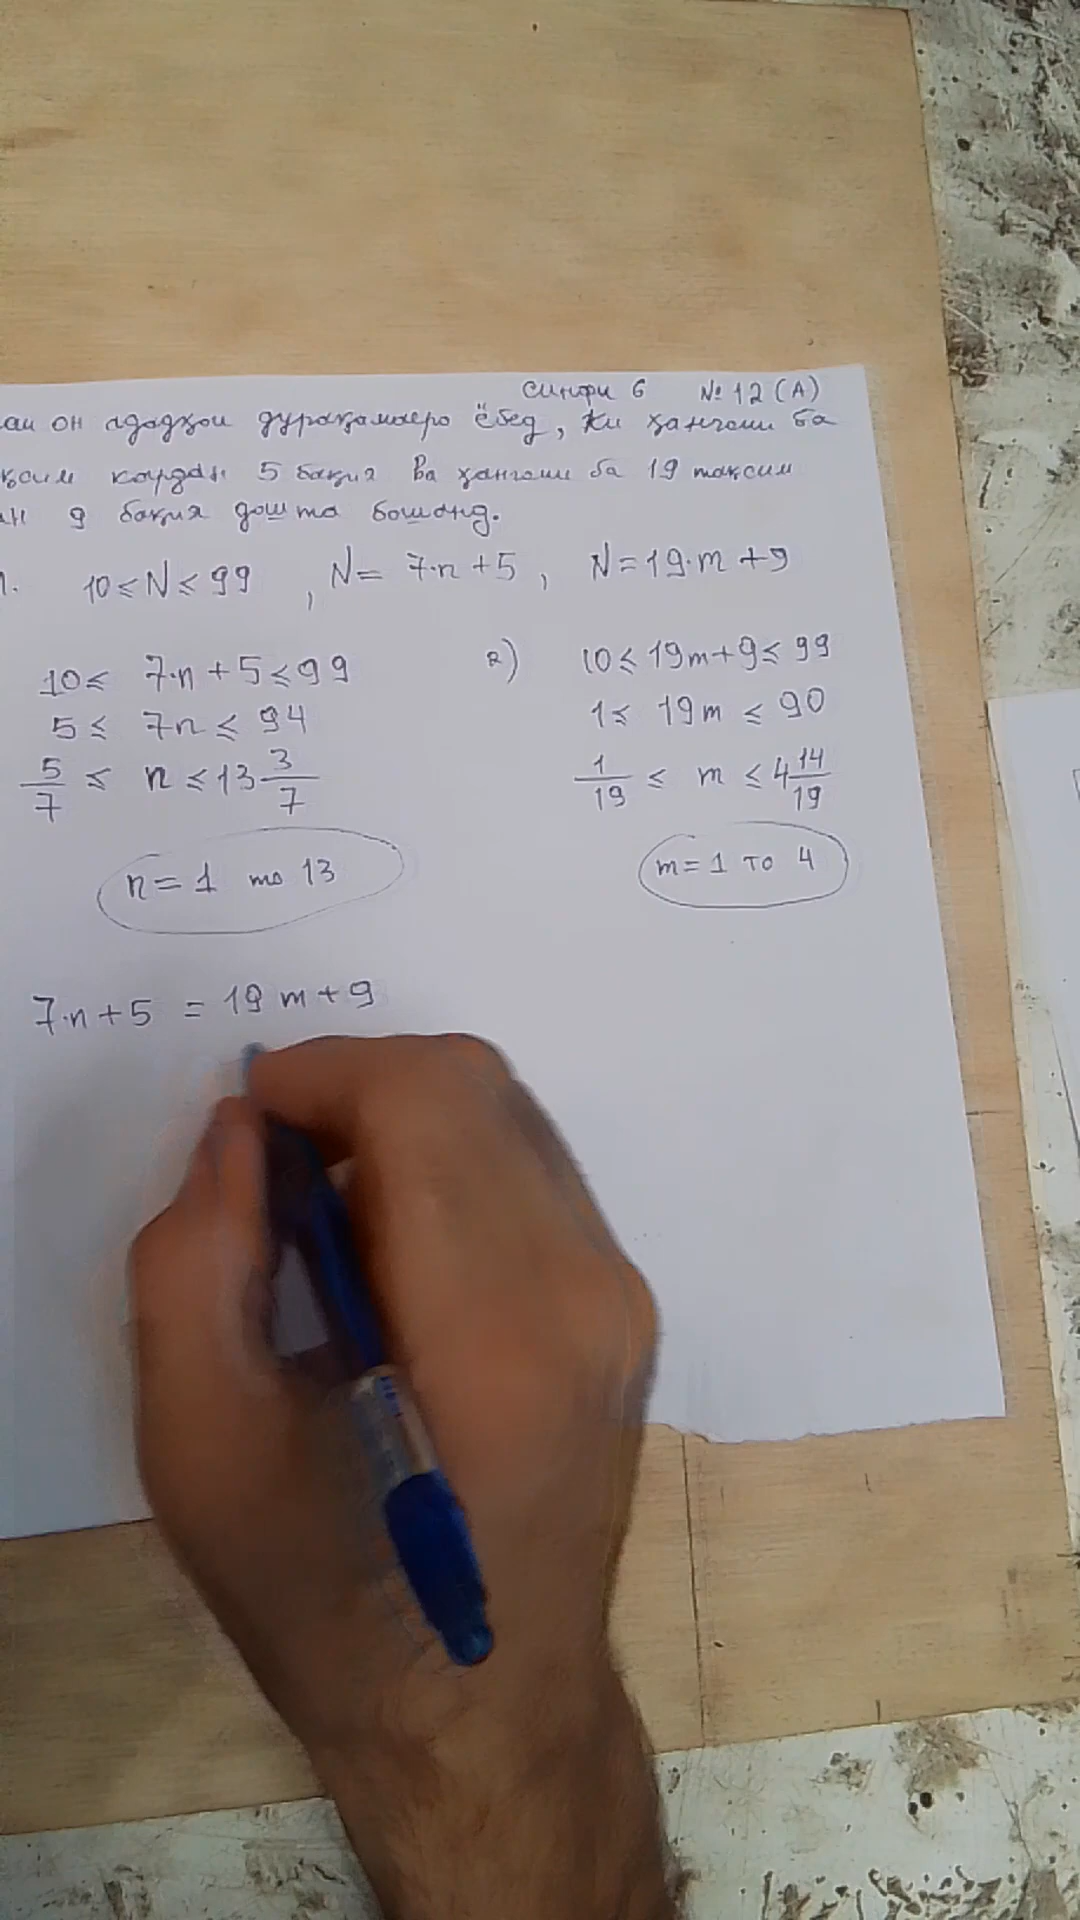 Синфи 6 № 12 (А)
он ададҳои дурақамаеро ёбед, ки ҳангоми ба
қсим кардан 5 бақия ва ҳангоми ба 19 тақсим
ан 9 бақия дошта бошанд.
10 ≤ N ≤ 99 , N = 7·n + 5 , N = 19·m + 9
10 ≤ 7·n + 5 ≤ 99
5 ≤ 7n ≤ 94
5/7 ≤ n ≤ 13 3/7
n = 1 то 13
2) 10 ≤ 19m + 9 ≤ 99
1 ≤ 19m ≤ 90
1/19 ≤ m ≤ 4 14/19
m = 1 то 4
7·n + 5 = 19 m + 9